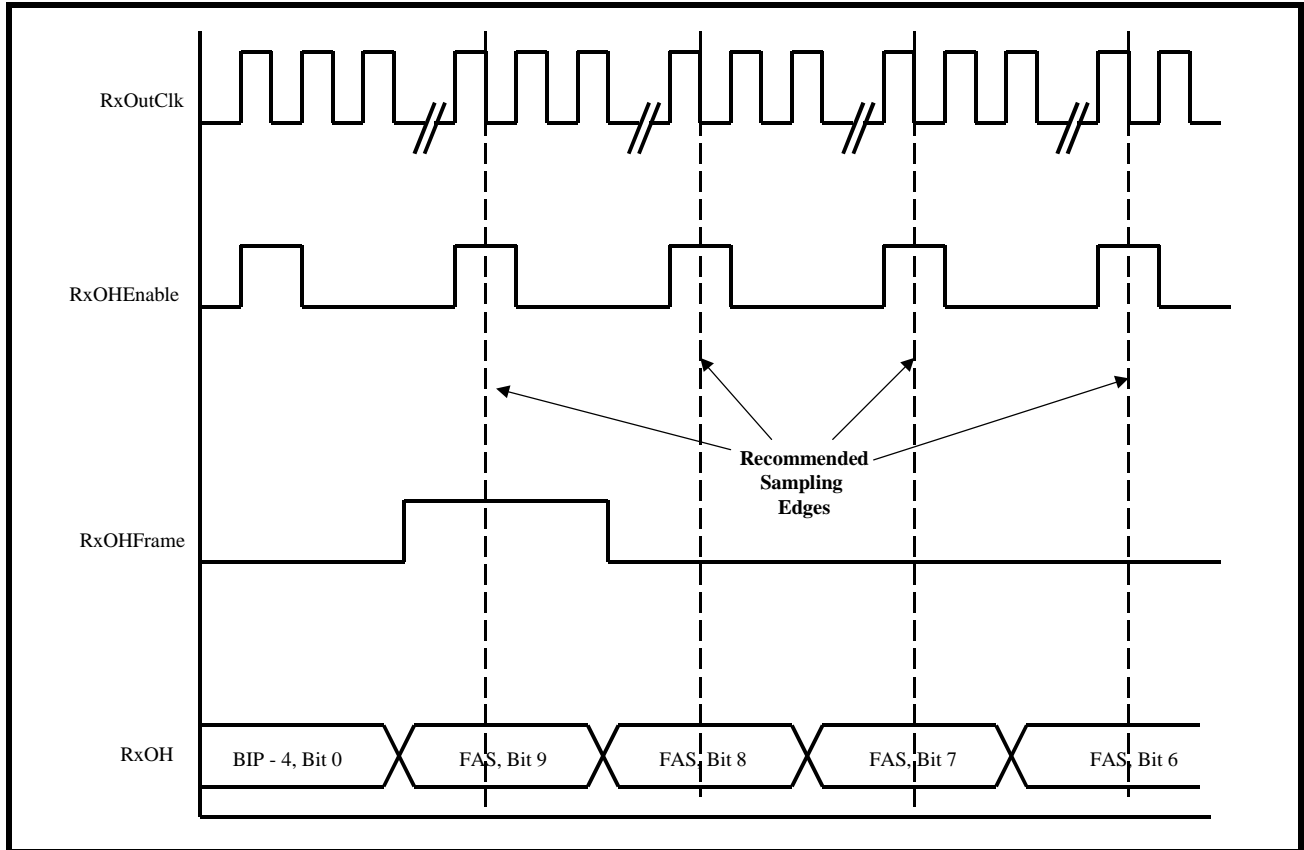 RxOutClk
RxOHEnable
Recommended
Sampling
Edges
RxOHFrame
RxOH
BIP - 4, Bit 0
FAS, Bit 9
FAS, Bit 8
FAS, Bit 7
FAS, Bit 6